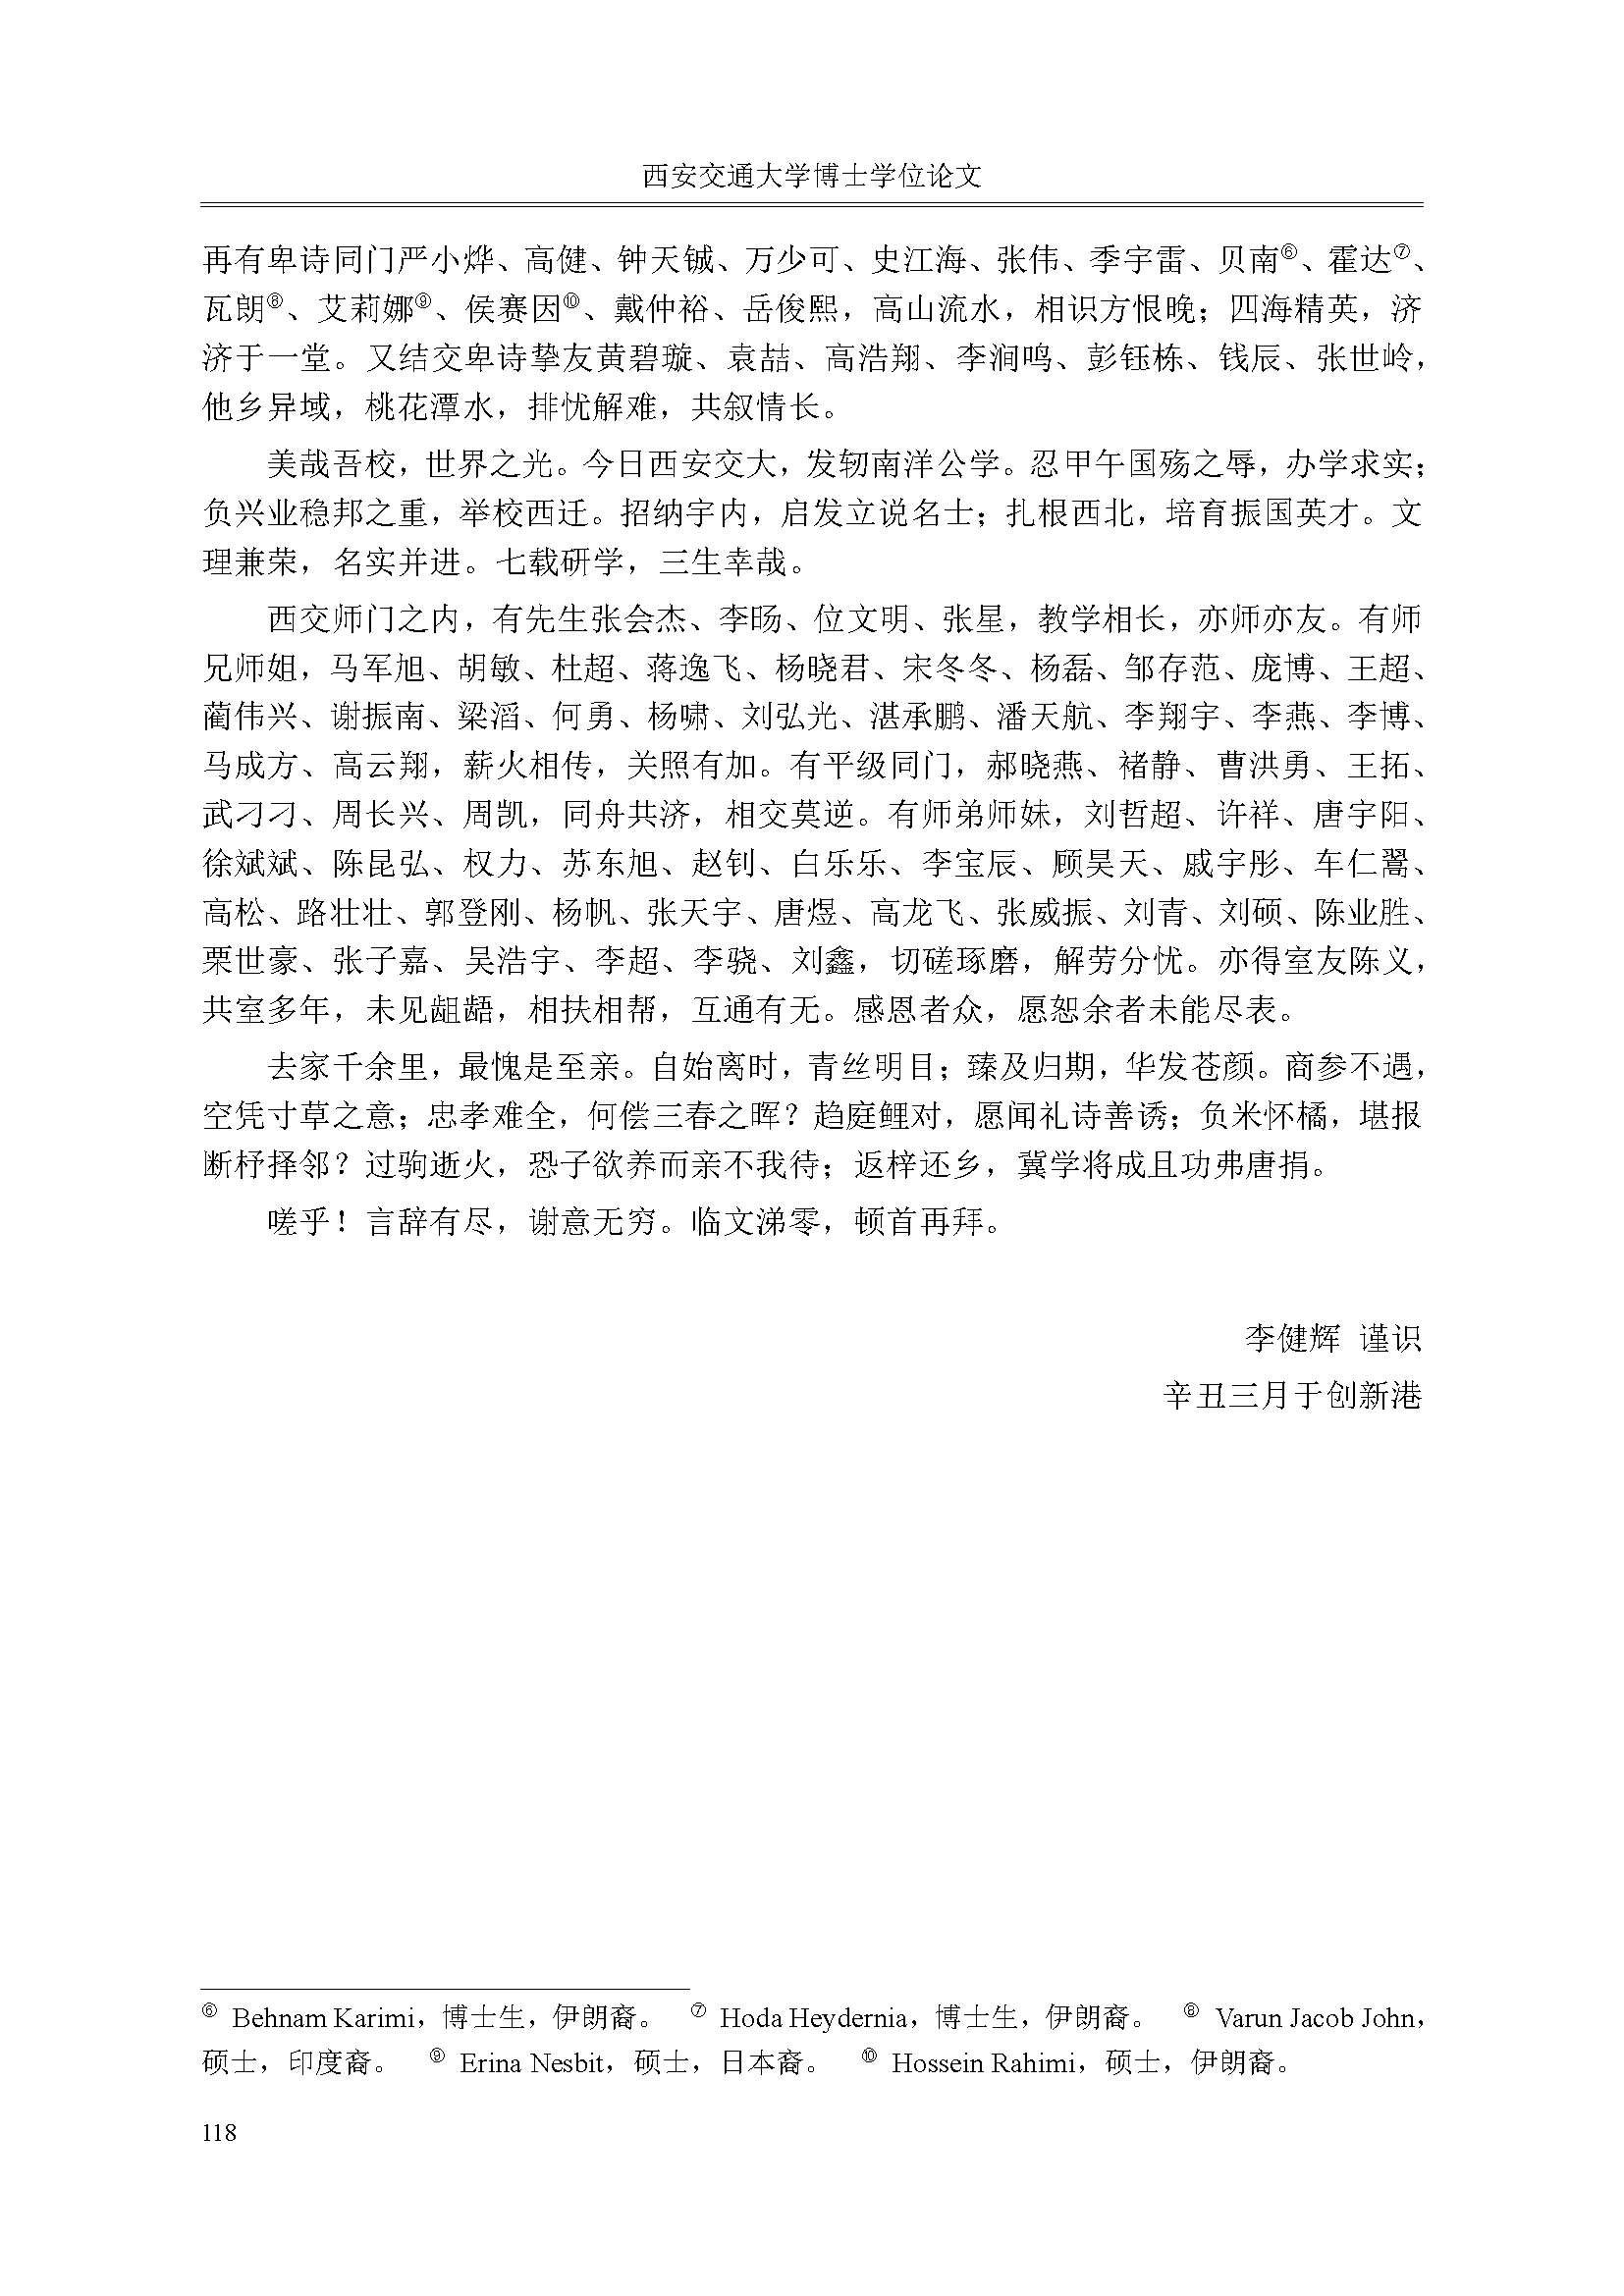 西安交通大学博士学位论文
再有卑诗同门严小烨、高健、钟天铖、万少可、史江海、张伟、季宇雷、贝南⑥、霍达⑦、
瓦朗⑧、艾莉娜⑨、侯赛因⑩、戴仲裕、岳俊熙，高山流水，相识方恨晚；四海精英，济
济于一堂。又结交卑诗挚友黄碧璇、袁喆、高浩翔、李涧鸣、彭钰栋、钱辰、张世岭，
他乡异域，桃花潭水，排忧解难，共叙情长。
美哉吾校，世界之光。今日西安交大，发轫南洋公学。忍甲午国殇之辱，办学求实；
负兴业稳邦之重，举校西迁。招纳宇内，启发立说名士；扎根西北，培育振国英才。文
理兼荣，名实并进。七载研学，三生幸哉。
西交师门之内，有先生张会杰、李旸、位文明、张星，教学相长，亦师亦友。有师
兄师姐，马军旭、胡敏、杜超、蒋逸飞、杨晓君、宋冬冬、杨磊、邹存范、庞博、王超、
蔺伟兴、谢振南、梁滔、何勇、杨啸、刘弘光、湛承鹏、潘天航、李翔宇、李燕、李博、
马成方、高云翔，薪火相传，关照有加。有平级同门，郝晓燕、褚静、曹洪勇、王拓、
武刁刁、周长兴、周凯，同舟共济，相交莫逆。有师弟师妹，刘哲超、许祥、唐宇阳、
徐斌斌、陈昆弘、权力、苏东旭、赵钊、白乐乐、李宝辰、顾昊天、戚宇彤、车仁翯、
高松、路壮壮、郭登刚、杨帆、张天宇、唐煜、高龙飞、张威振、刘青、刘硕、陈业胜、
栗世豪、张子嘉、吴浩宇、李超、李骁、刘鑫，切磋琢磨，解劳分忧。亦得室友陈义，
共室多年，未见龃龉，相扶相帮，互通有无。感恩者众，愿恕余者未能尽表。
去家千余里，最愧是至亲。自始离时，青丝明目；臻及归期，华发苍颜。商参不遇，
空凭寸草之意；忠孝难全，何偿三春之晖？趋庭鲤对，愿闻礼诗善诱；负米怀橘，堪报
断杼择邻？过驹逝火，恐子欲养而亲不我待；返梓还乡，冀学将成且功弗唐捐。
嗟乎！言辞有尽，谢意无穷。临文涕零，顿首再拜。
李健辉 谨识
辛丑三月于创新港
⑥ Behnam Karimi，博士生，伊朗裔。 ⑦ Hoda Heydernia，博士生，伊朗裔。 ⑧ Varun Jacob John，
硕士，印度裔。 ⑨ Erina Nesbit，硕士，日本裔。 ⑩ Hossein Rahimi，硕士，伊朗裔。
118